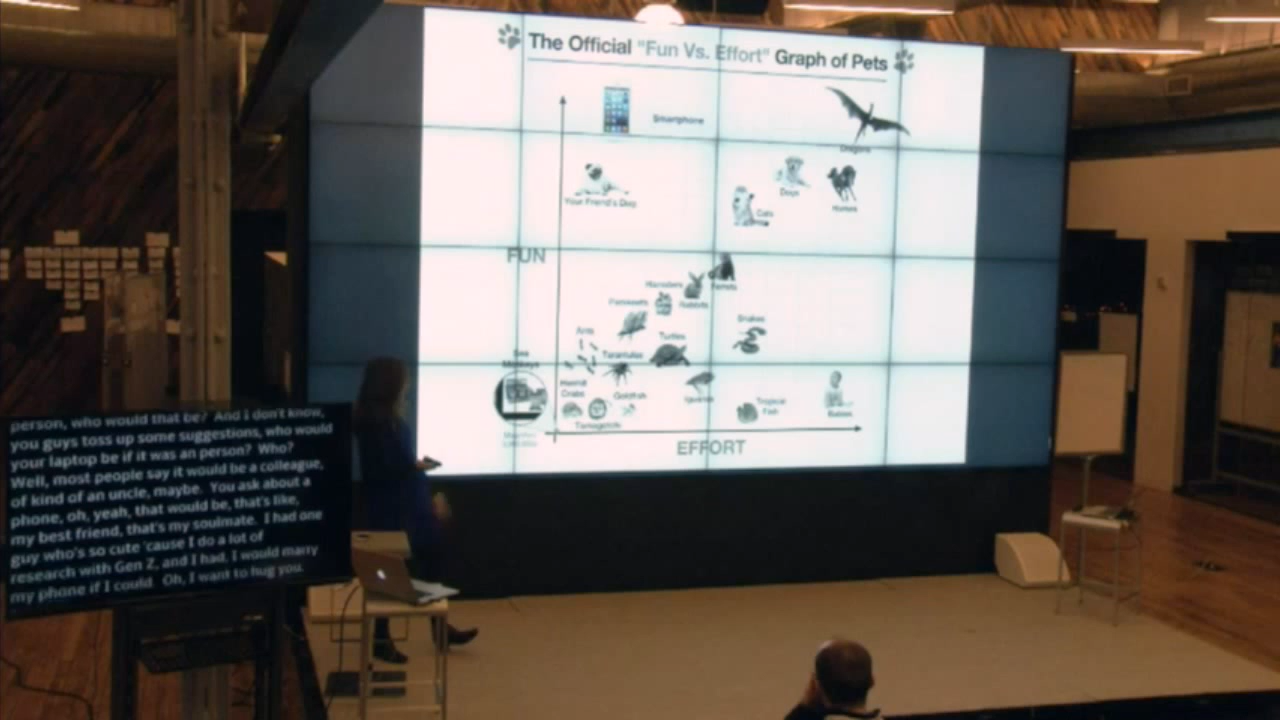 The Official "Fun Vs. Effort" Graph of Pets
Smartphone
Dragons
Your Friend's Dog
Dogs
Horses
Cats
FUN
Hamsters
Ferrets
Rabbits
Parakeets
Snakes
Ants
Turtles
Tarantulas
Sea
Monkeys
Hermit
Crabs
Goldfish
Iguanas
Tropical
Fish
Babies
Tamagotchi
EFFORT
person, who would that be? And I don't know,
you guys toss up some suggestions, who would
your laptop be if it was an person? Who?
Well, most people say it would be a colleague,
of kind of an uncle, maybe. You ask about a
phone, oh, yeah, that would be, that's like,
my best friend, that's my soulmate. I had one
guy who's so cute 'cause I do a lot of
research with Gen Z, and I had, I would marry
my phone if I could. Oh, I want to hug you.